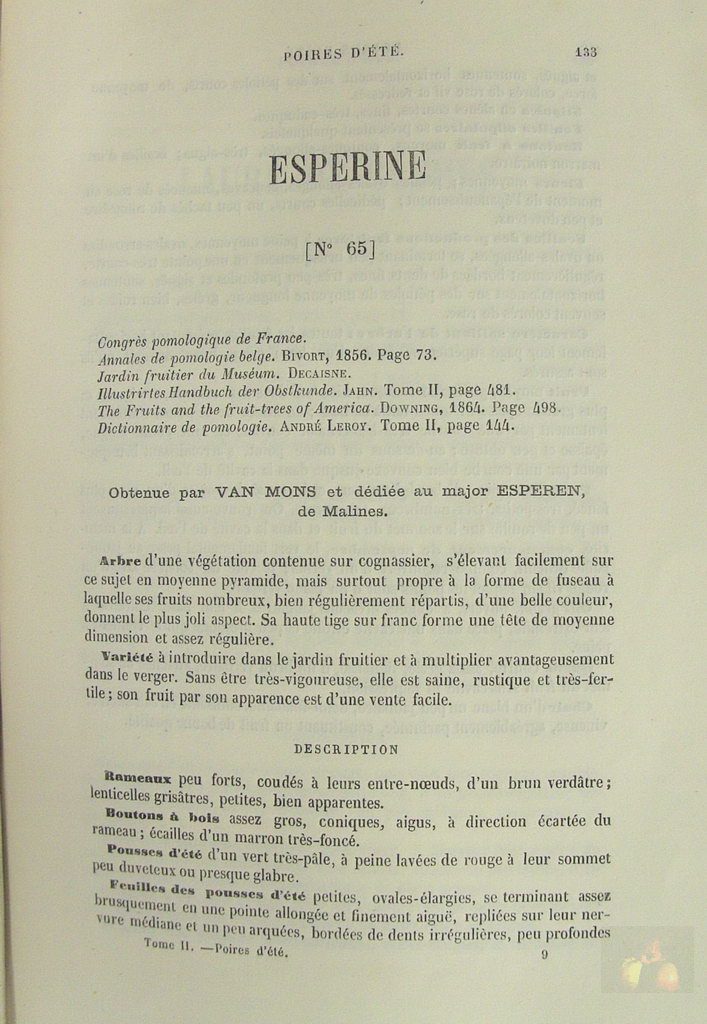 POIRES D'ÉTÉ. 133
ESPERINE
[N° 65]
Congrès pomologique de France.
Annales de pomologie belge. BIVORT, 1856. Page 73.
Jardin fruitier du Muséum. DECAISNE.
Illustrirtes Handbuch der Obstkunde. JAHN. Tome II, page 481.
The Fruits and the fruit-trees of America. DOWNING, 1864. Page 498.
Dictionnaire de pomologie. ANDRÉ LEROY. Tome II, page 144.
Obtenue par VAN MONS et dédiée au major ESPEREN,
de Malines.
Arbre d'une végétation contenue sur cognassier, s'élevant facilement sur
ce sujet en moyenne pyramide, mais surtout propre à la forme de fuseau à
laquelle ses fruits nombreux, bien régulièrement répartis, d'une belle couleur,
donnent le plus joli aspect. Sa haute tige sur franc forme une tête de moyenne
dimension et assez régulière.
Variété à introduire dans le jardin fruitier et à multiplier avantageusement
dans le verger. Sans être très-vigoureuse, elle est saine, rustique et très-fer-
tile ; son fruit par son apparence est d'une vente facile.
DESCRIPTION
Rameaux peu forts, coudés à leurs entre-nœuds, d'un brun verdâtre ;
lenticelles grisâtres, petites, bien apparentes.
Boutons à bois assez gros, coniques, aigus, à direction écartée du
rameau ; écailles d'un marron très-foncé.
Pousses d'été d'un vert très-pâle, à peine lavées de rouge à leur sommet
peu duveteux ou presque glabre.
Feuilles des pousses d'été petites, ovales-élargies, se terminant assez
brusquement en une pointe allongée et finement aiguë, repliées sur leur ner-
vure médiane et un peu arquées, bordées de dents irrégulières, peu profondes
Tome II. — Poires d'été. 9